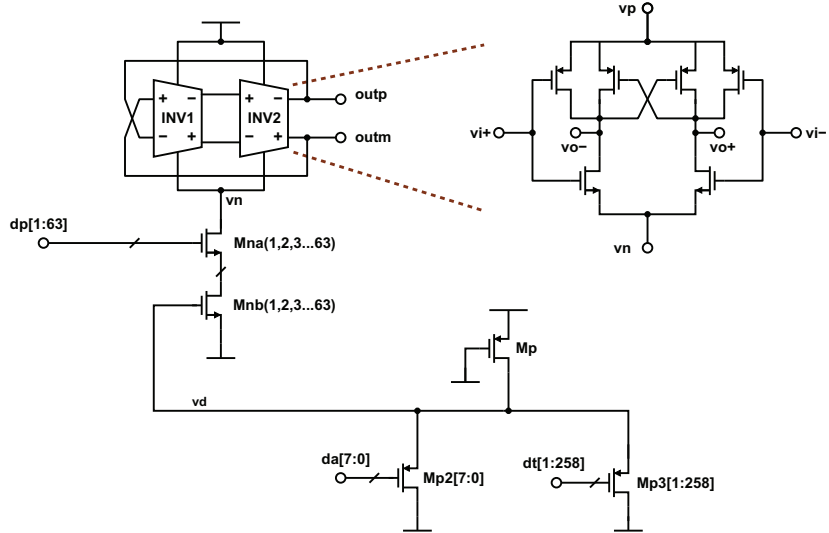 vp
+ − + −
outp
INV1 INV2
− + − +
outm
vi+
vo−
vo+
vi−
vn
vn
dp[1:63]
Mna(1,2,3...63)
Mnb(1,2,3...63)
Mp
vd
da[7:0]
Mp2[7:0]
dt[1:258]
Mp3[1:258]